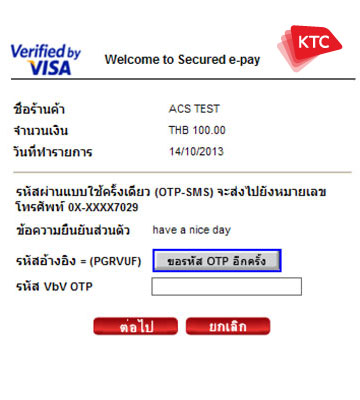 Verified by
VISA
Welcome to Secured e-pay
KTC
ชื่อร้านค้า ACS TEST
จำนวนเงิน THB 100.00
วันที่ทำรายการ 14/10/2013
รหัสผ่านแบบใช้ครั้งเดียว (OTP-SMS) จะส่งไปยังหมายเลข
โทรศัพท์ 0X-XXXX7029
ข้อความยืนยันส่วนตัว have a nice day
รหัสอ้างอิง = (PGRVUF) ขอรหัส OTP อีกครั้ง
รหัส VbV OTP
ต่อไป ยกเลิก